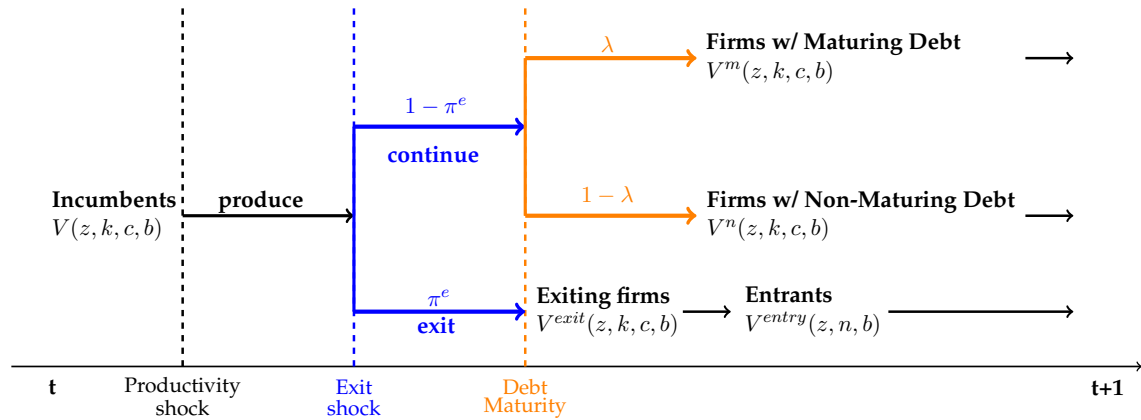 λ
Firms w/ Maturing Debt
V^m(z, k, c, b)
1 − π^e
continue
Incumbents
V(z, k, c, b)
produce
1 − λ
Firms w/ Non-Maturing Debt
V^n(z, k, c, b)
π^e
exit
Exiting firms
V^{exit}(z, k, c, b)
Entrants
V^{entry}(z, n, b)
t
Productivity
shock
Exit
shock
Debt
Maturity
t+1